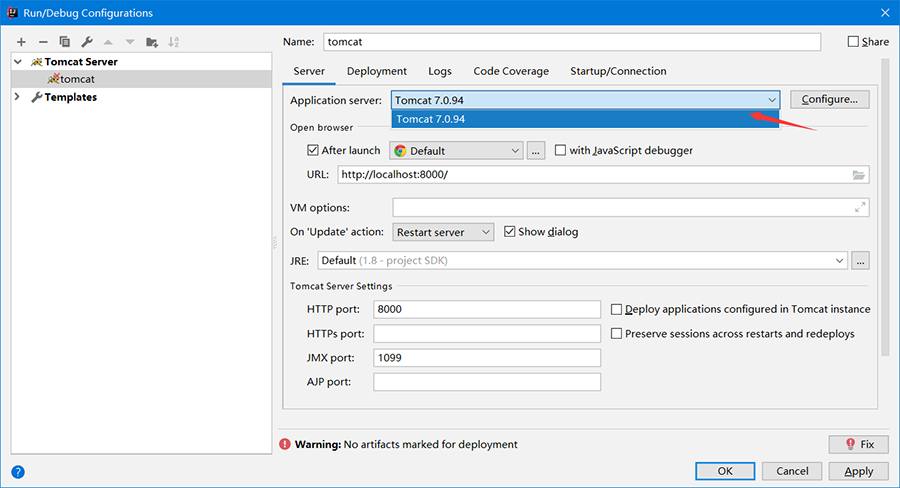 Run/Debug Configurations
Name: tomcat Share
Tomcat Server
tomcat
Templates
Server Deployment Logs Code Coverage Startup/Connection
Application server: Tomcat 7.0.94 Configure...
Tomcat 7.0.94
Open browser
After launch Default ... with JavaScript debugger
URL: http://localhost:8000/
VM options:
On 'Update' action: Restart server Show dialog
JRE: Default (1.8 - project SDK) ...
Tomcat Server Settings
HTTP port: 8000 Deploy applications configured in Tomcat instance
HTTPs port: Preserve sessions across restarts and redeploys
JMX port: 1099
AJP port:
Warning: No artifacts marked for deployment Fix
? OK Cancel Apply